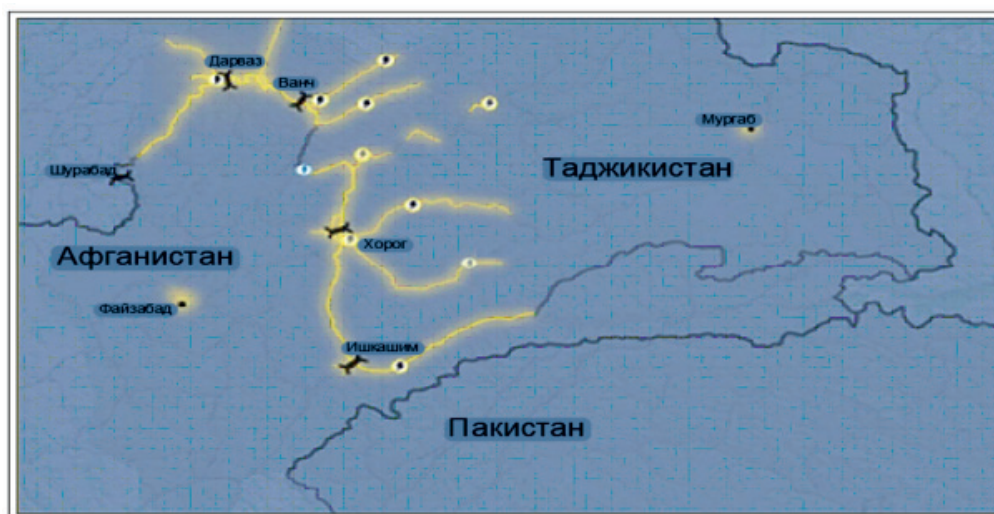 Дарваз
Ванч
Мургаб
Шурабад
Таджикистан
Хорог
Афганистан
Файзабад
Ишкашим
Пакистан